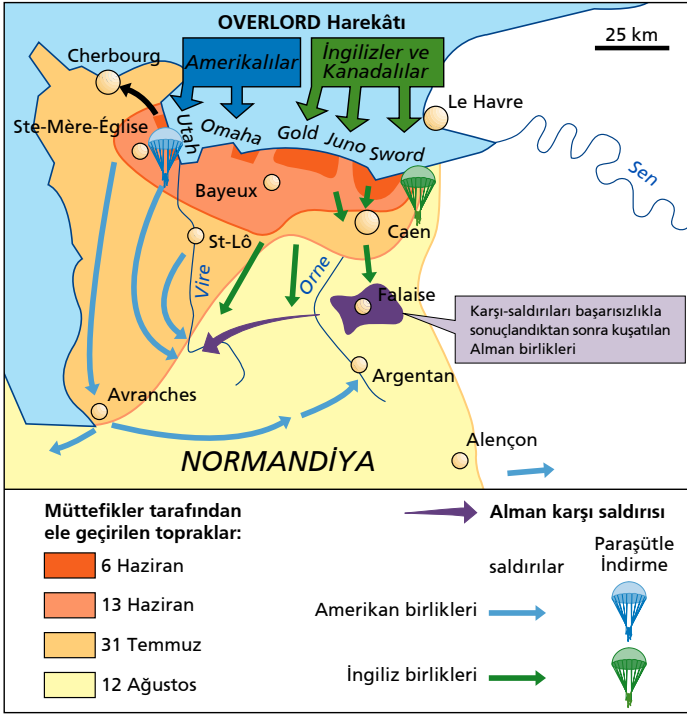 OVERLORD Harekâtı
25 km
Cherbourg
Amerikalılar
İngilizler ve
Kanadalılar
Le Havre
Ste-Mère-Église
Utah
Omaha
Gold
Juno
Sword
Sen
Bayeux
Caen
St-Lô
Vire
Orne
Falaise
Karşı-saldırıları başarısızlıkla
sonuçlandıktan sonra kuşatılan
Alman birlikleri
Avranches
Argentan
Alençon
NORMANDİYA
Müttefikler tarafından
ele geçirilen topraklar:
6 Haziran
13 Haziran
31 Temmuz
12 Ağustos
Alman karşı saldırısı
saldırılar
Paraşütle
İndirme
Amerikan birlikleri
İngiliz birlikleri